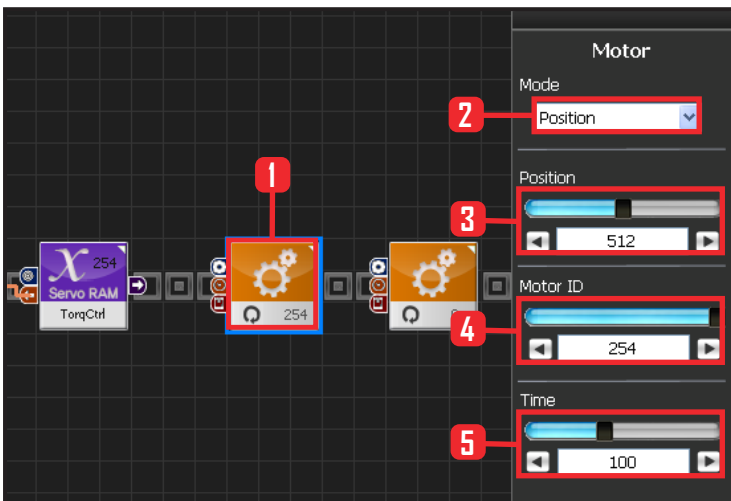 Motor
Mode
2
Position
1
Position
3
512
254
Servo RAM
TorqCtrl
254
Motor ID
4
254
Time
5
100